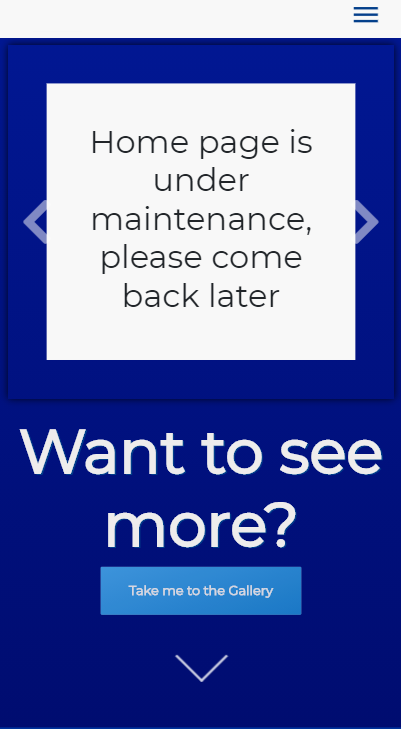 Home page is
under
maintenance,
please come
back later
Want to see
more?
Take me to the Gallery